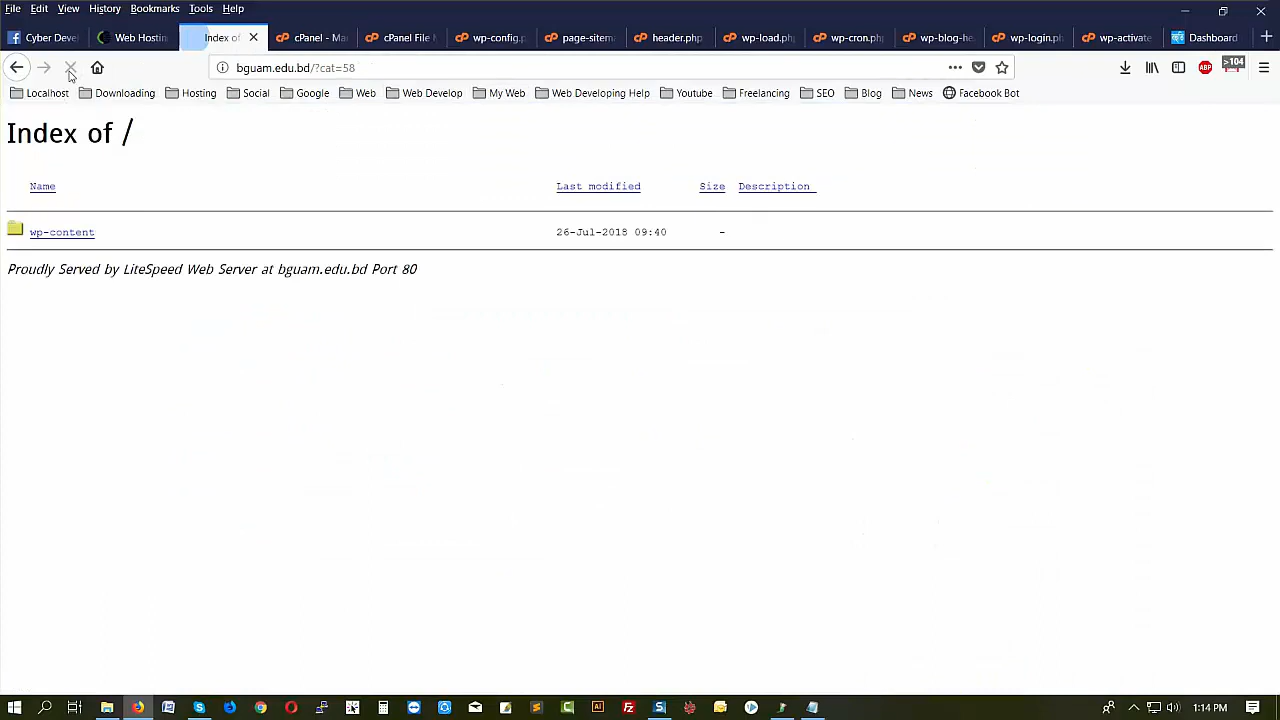 File Edit View History Bookmarks Tools Help
Cyber Deve Web Hostin Index of cPanel - Ma cPanel File M wp-config.p page-sitem header.php wp-load.ph wp-cron.ph wp-blog-he wp-login.ph wp-activate Dashboard
bguam.edu.bd/?cat=58 ABP >104
Localhost Downloading Hosting Social Google Web Web Develop My Web Web Developing Help Youtube Freelancing SEO Blog News Facebook Bot
Index of /
Name Last modified Size Description
wp-content 26-Jul-2018 09:40 -
Proudly Served by LiteSpeed Web Server at bguam.edu.bd Port 80
1:14 PM